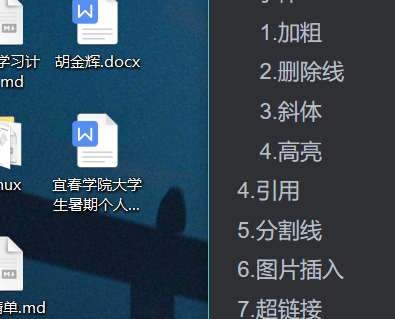 学习计
md
胡金辉.docx
nux
宜春学院大学
生暑期个人...
单.md
1.加粗
2.删除线
3.斜体
4.高亮
4.引用
5.分割线
6.图片插入
7.超链接